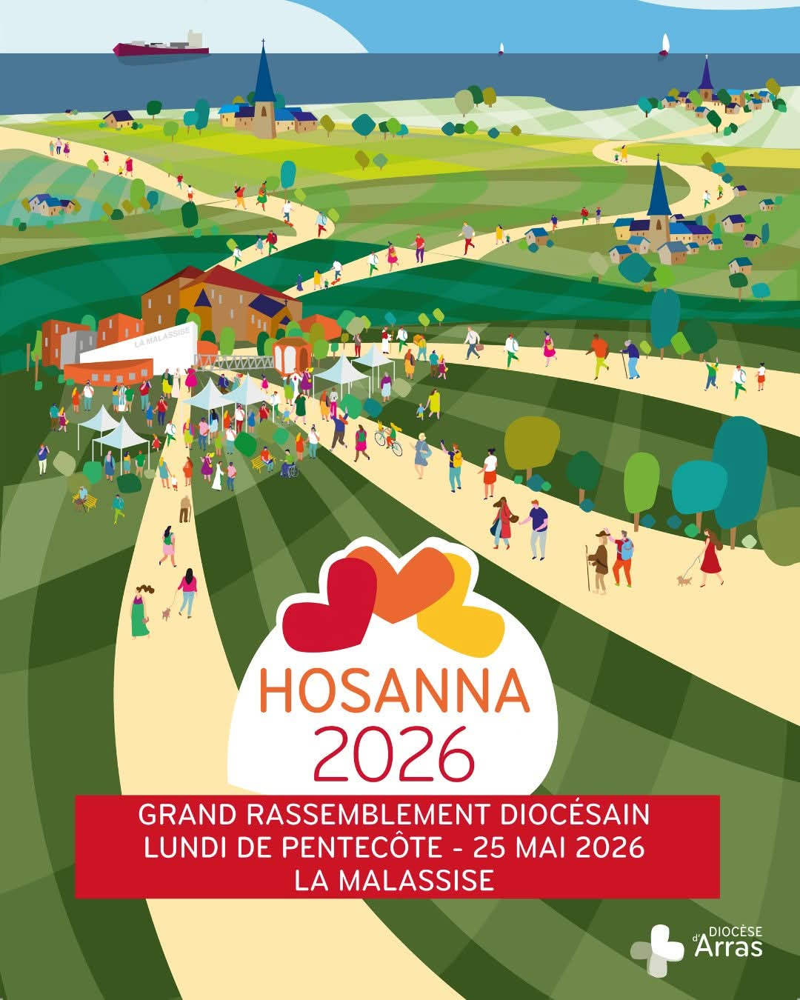 LA MALASSISE
HOSANNA
2026
GRAND RASSEMBLEMENT DIOCÉSAIN
LUNDI DE PENTECÔTE - 25 MAI 2026
LA MALASSISE
DIOCÈSE
d'Arras